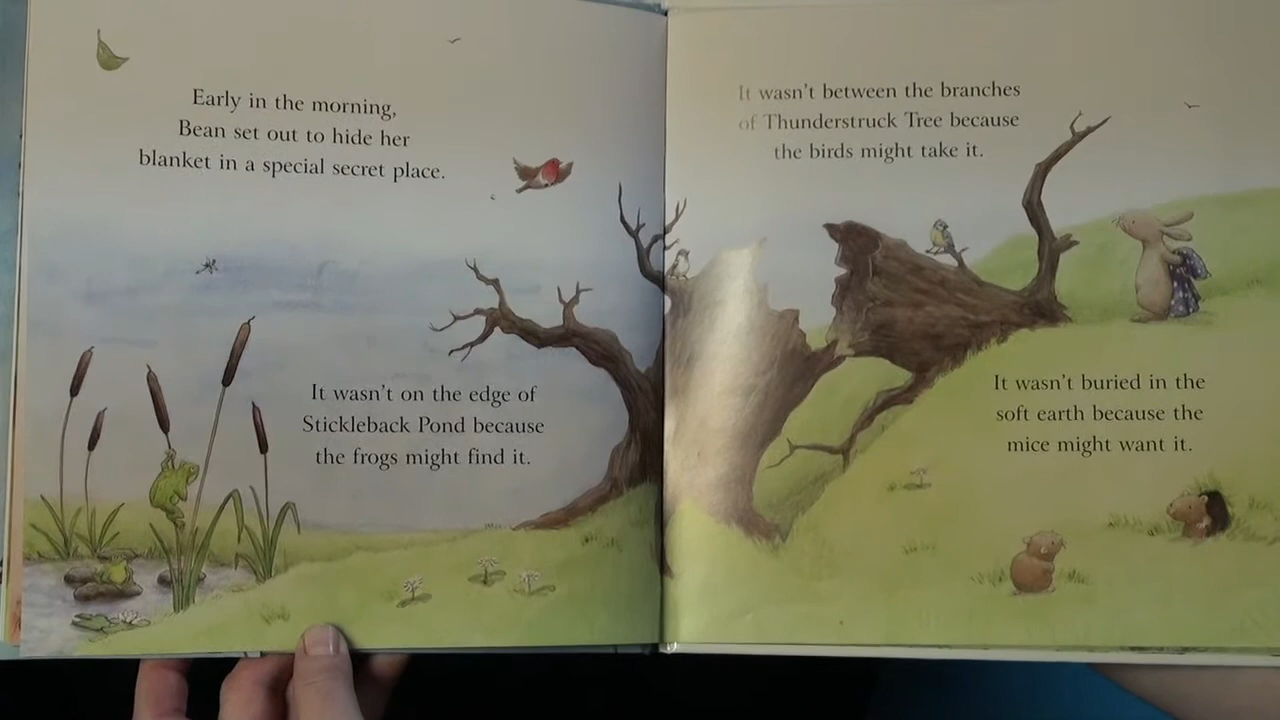 Early in the morning,
Bean set out to hide her
blanket in a special secret place.
It wasn't on the edge of
Stickleback Pond because
the frogs might find it.
It wasn't between the branches
of Thunderstruck Tree because
the birds might take it.
It wasn't buried in the
soft earth because the
mice might want it.